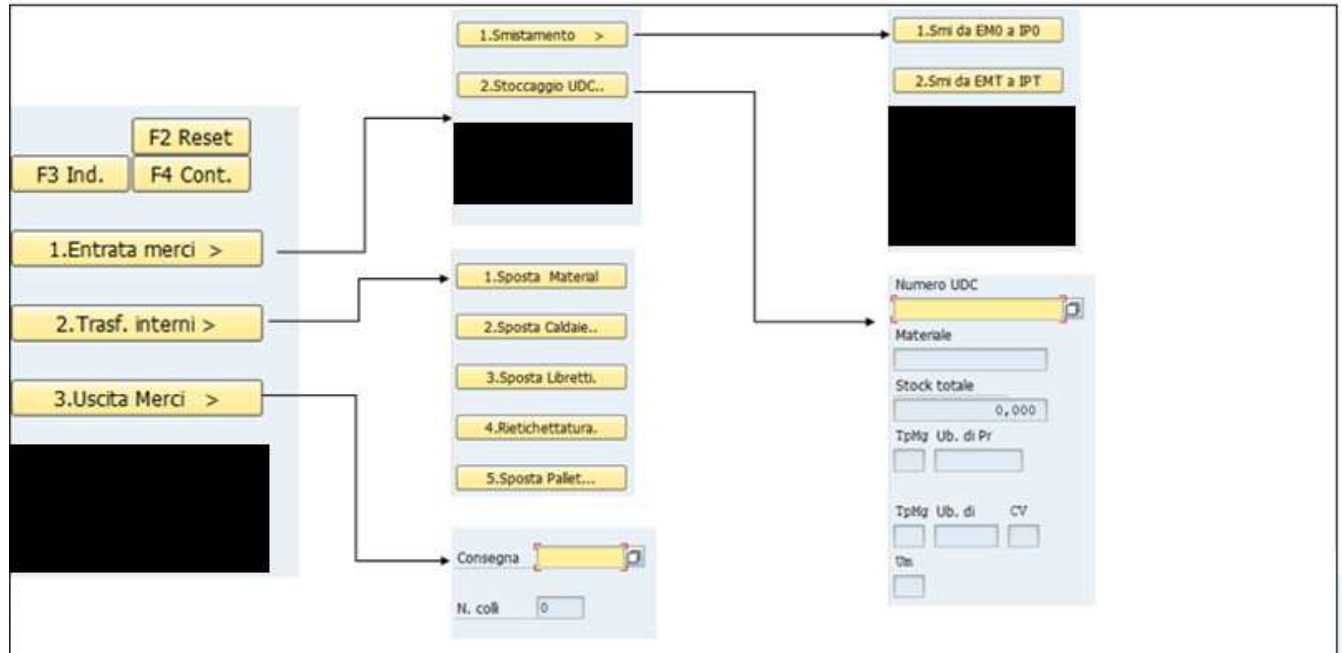 F2 Reset
F3 Ind.
F4 Cont.
1.Entrata merci >
2.Trasf. interni >
3.Uscita Merci >
1.Smistamento >
2.Stoccaggio UDC..
1.Sposta Material
2.Sposta Caldaie..
3.Sposta Libretti.
4.Rietichettatura.
5.Sposta Pallet...
Consegna
N. colli 0
1.Smi da EM0 a IP0
2.Smi da EMT a IPT
Numero UDC
Materiale
Stock totale
0,000
TpMg Ub. di Pr
TpMg Ub. di CV
Um